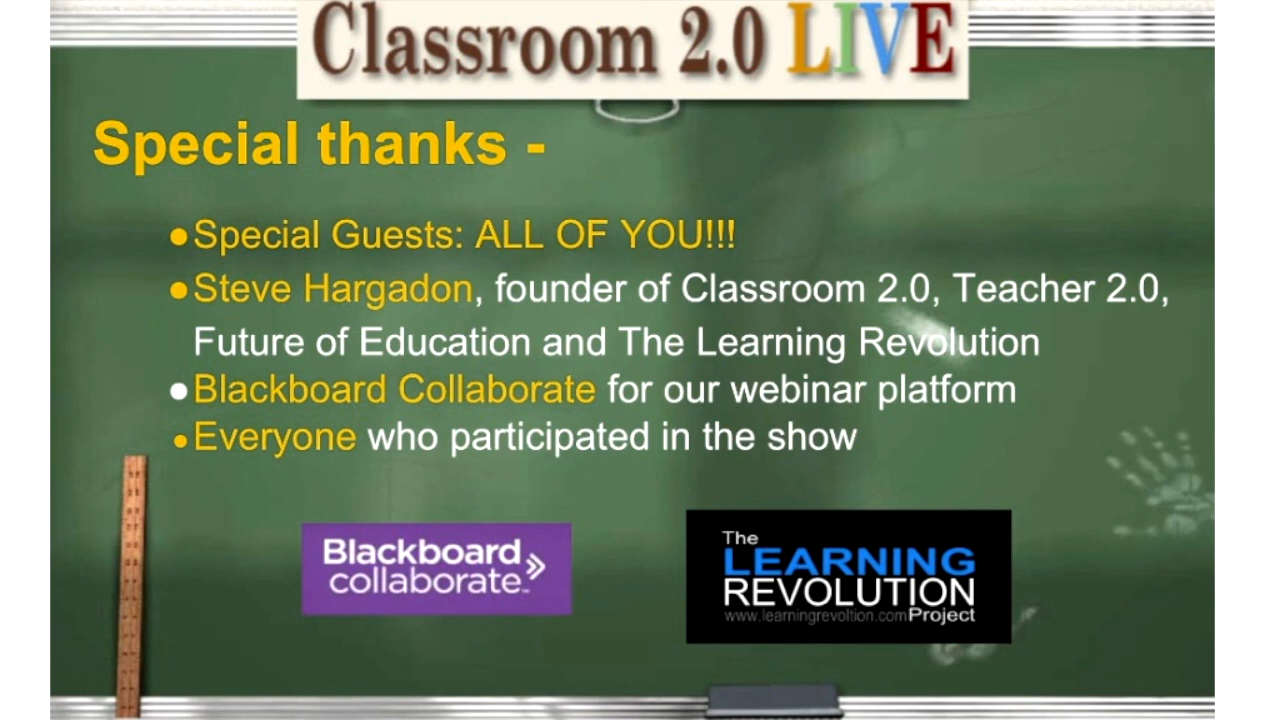 Classroom 2.0 LIVE
Special thanks -
●Special Guests: ALL OF YOU!!!
●Steve Hargadon, founder of Classroom 2.0, Teacher 2.0,
Future of Education and The Learning Revolution
●Blackboard Collaborate for our webinar platform
●Everyone who participated in the show
Blackboard
collaborate™
The
LEARNING
REVOLUTION
www.learningrevoltion.com Project